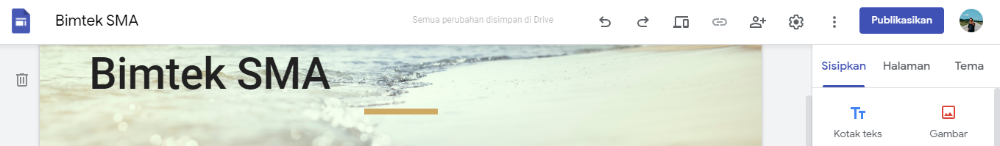 Bimtek SMA
Semua perubahan disimpan di Drive
Publikasikan
Bimtek SMA
Sisipkan Halaman Tema
Kotak teks Gambar